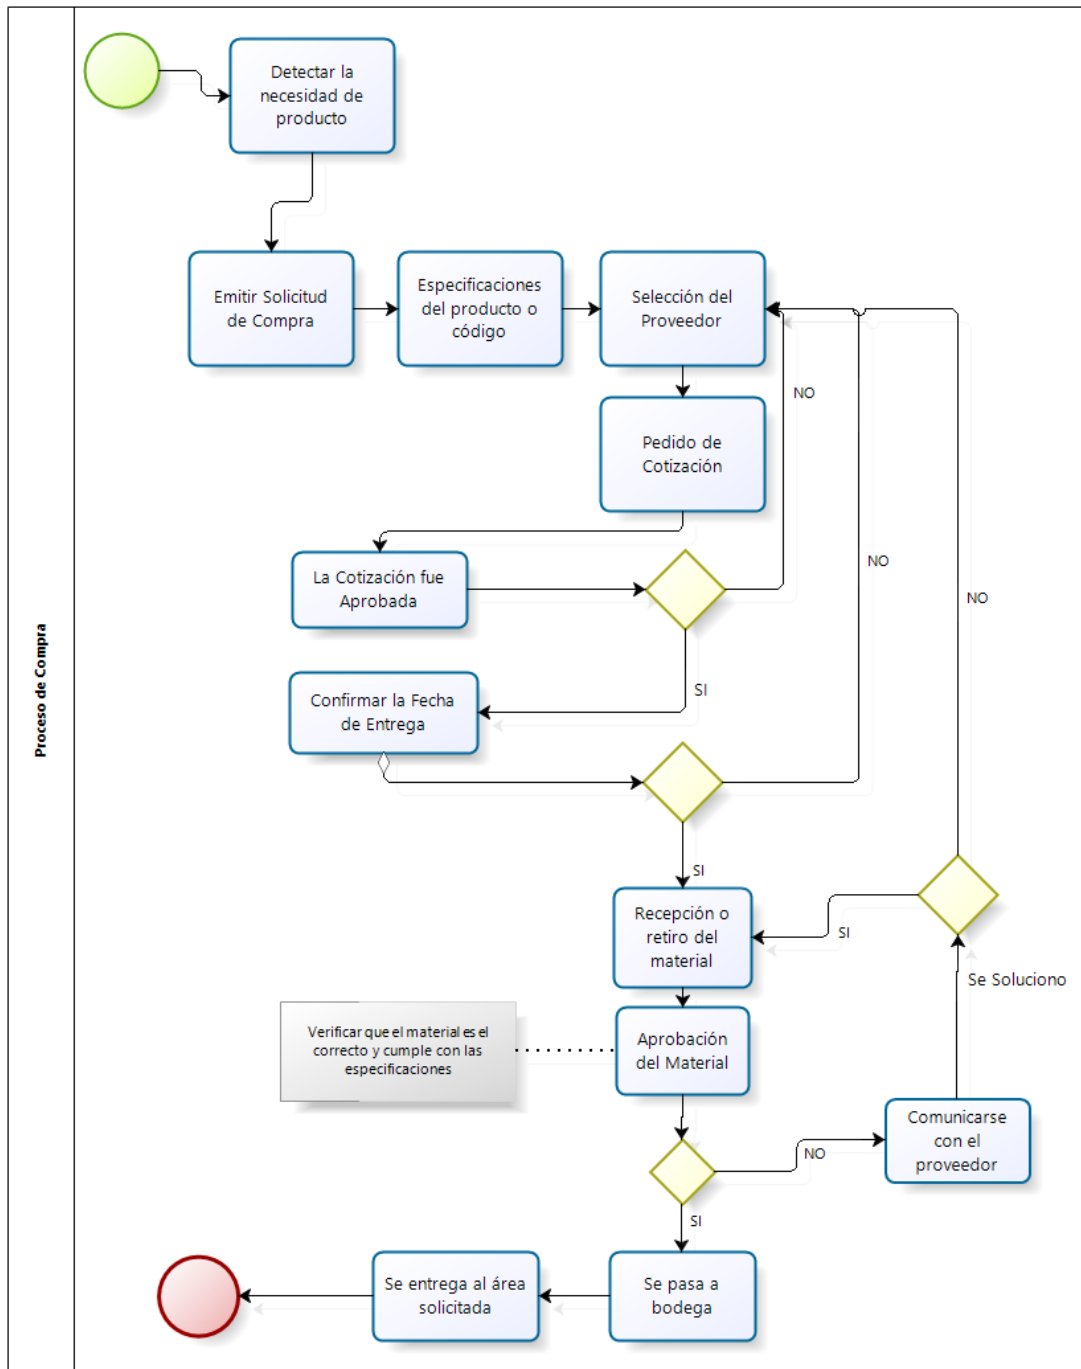 Proceso de Compra
Detectar la
necesidad de
producto
Emitir Solicitud
de Compra
Especificaciones
del producto o
código
Selección del
Proveedor
NO
Pedido de
Cotización
NO
NO
La Cotización fue
Aprobada
SI
Confirmar la Fecha
de Entrega
SI
Recepción o
retiro del
material
SI
Se Soluciono
Verificar que el material es el
correcto y cumple con las
especificaciones
Aprobación
del Material
Comunicarse
con el
proveedor
NO
SI
Se entrega al área
solicitada
Se pasa a
bodega